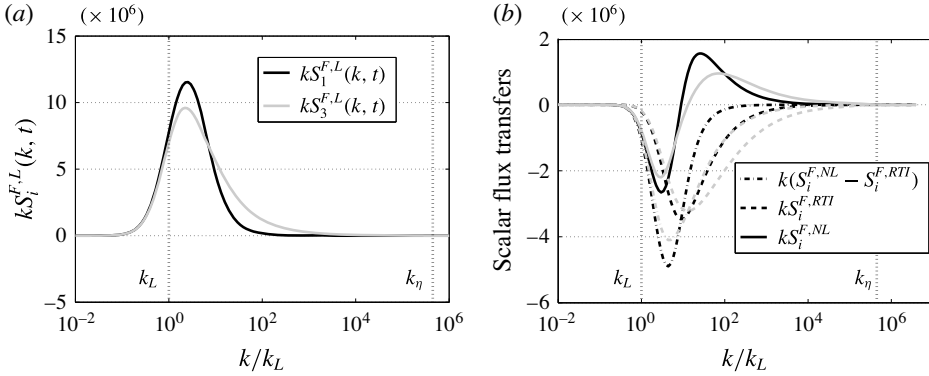 (a)
(× 10⁶)
15
10
5
0
−5
kS_i^{F,L}(k, t)
kS_1^{F,L}(k, t)
kS_3^{F,L}(k, t)
k_L
k_η
10⁻² 10⁰ 10² 10⁴ 10⁶
k/k_L
(b)
(× 10⁶)
2
0
−2
−4
−6
Scalar flux transfers
k(S_i^{F,NL} − S_i^{F,RTI})
kS_i^{F,RTI}
kS_i^{F,NL}
k_L
k_η
10⁻² 10⁰ 10² 10⁴ 10⁶
k/k_L